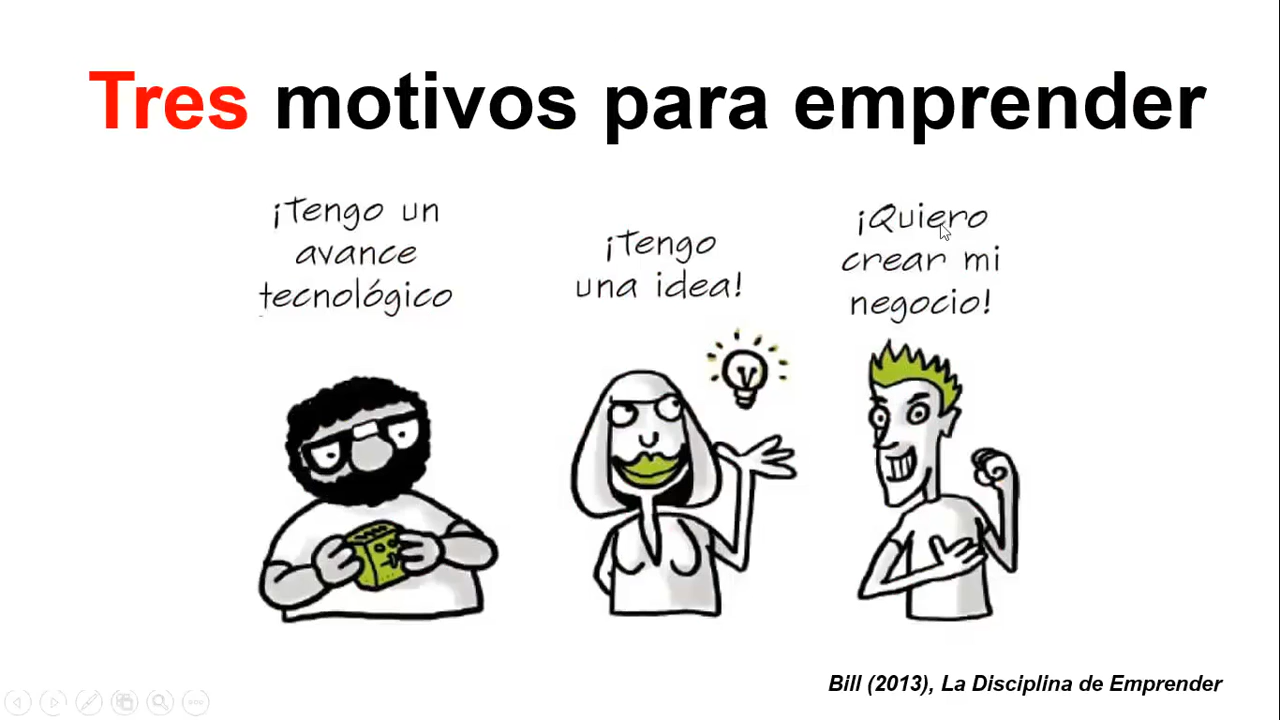 Tres motivos para emprender
¡Tengo un
avance
tecnológico
¡Tengo
una idea!
¡Quiero
crear mi
negocio!
Bill (2013), La Disciplina de Emprender